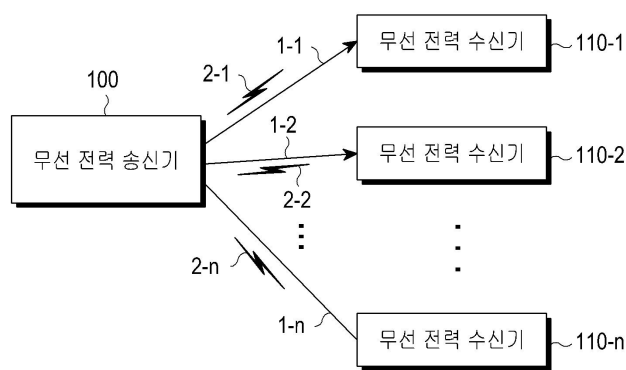 무선 전력 수신기
110-1
1-1
2-1
100
무선 전력 송신기
1-2
무선 전력 수신기
110-2
2-2
2-n
1-n
무선 전력 수신기
110-n